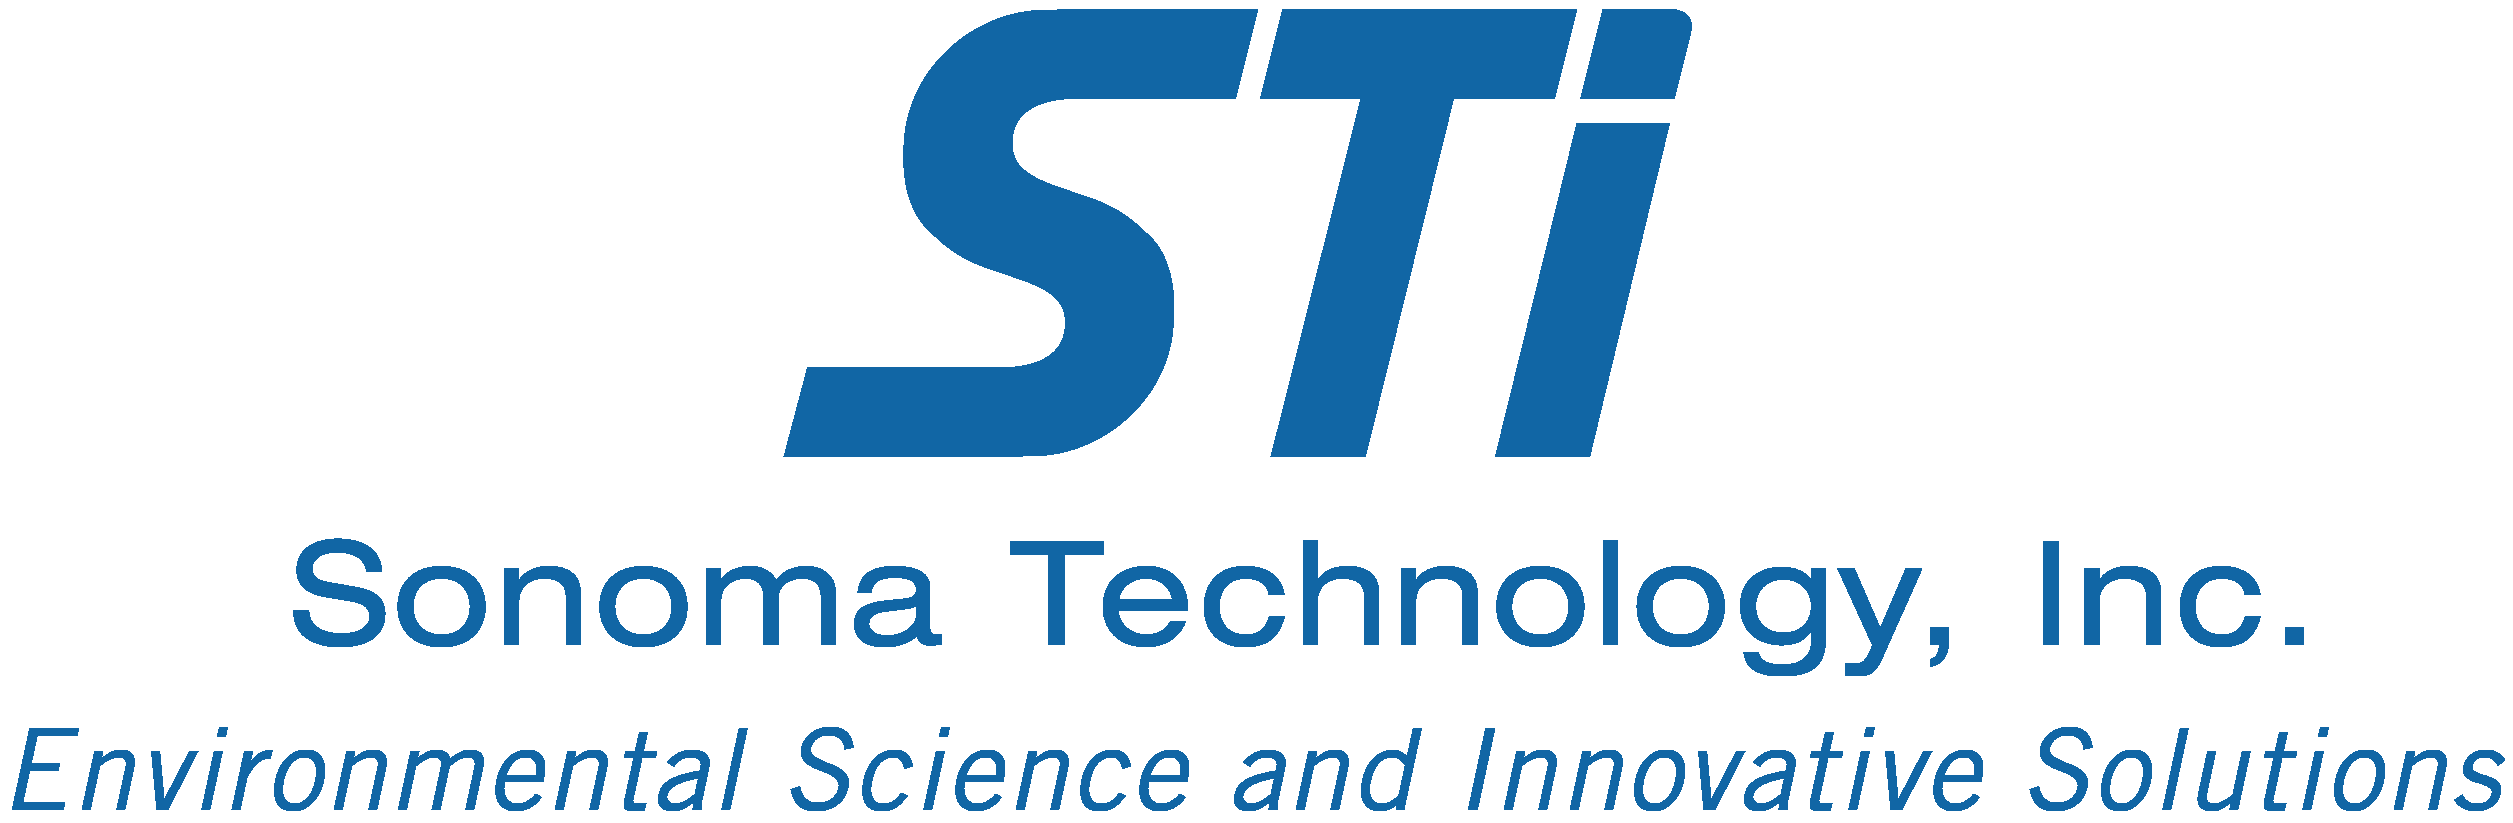 STi
Sonoma Technology, Inc.
Environmental Science and Innovative Solutions